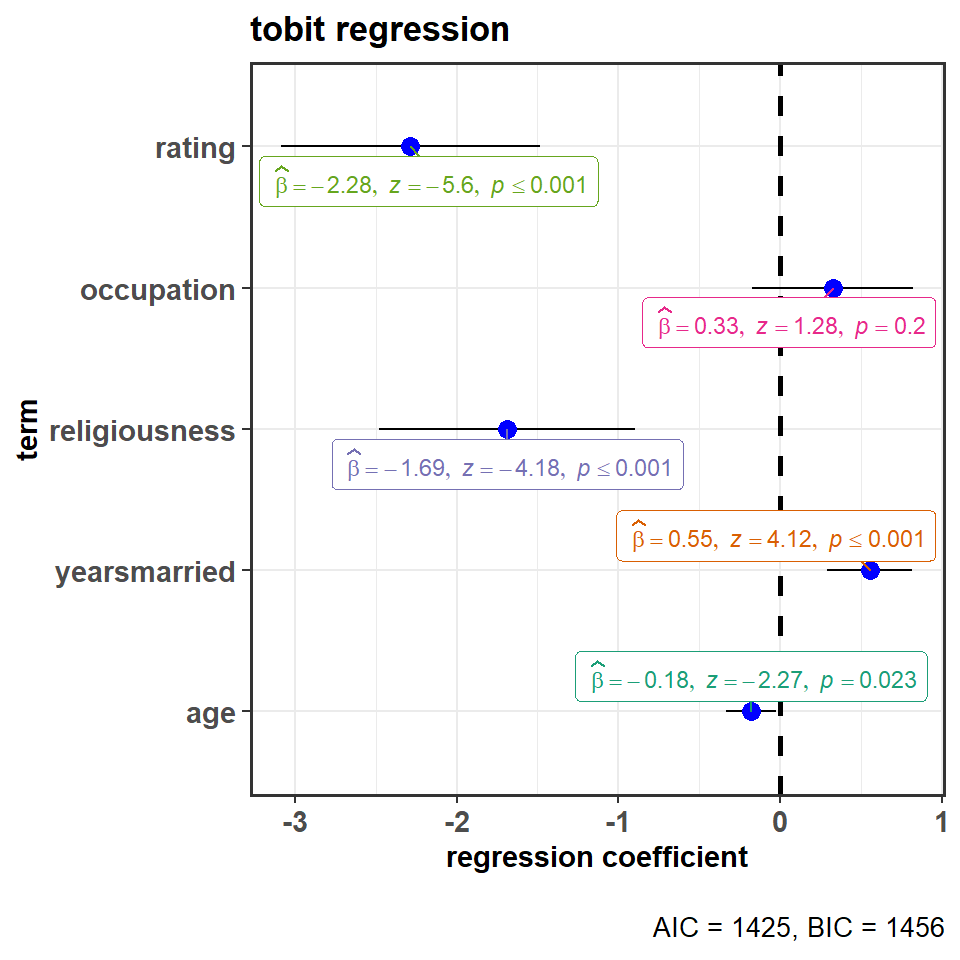 tobit regression
rating
β̂ = −2.28, z = −5.6, p ≤ 0.001
occupation
β̂ = 0.33, z = 1.28, p = 0.2
religiousness
β̂ = −1.69, z = −4.18, p ≤ 0.001
β̂ = 0.55, z = 4.12, p ≤ 0.001
yearsmarried
β̂ = −0.18, z = −2.27, p = 0.023
age
term
-3 -2 -1 0 1
regression coefficient
AIC = 1425, BIC = 1456